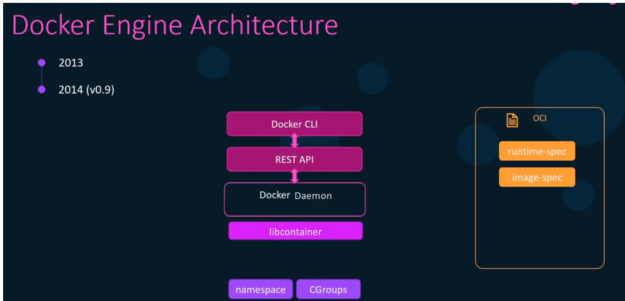 Docker Engine Architecture
2013
2014 (v0.9)
Docker CLI
REST API
Docker Daemon
libcontainer
namespace
CGroups
OCI
runtime-spec
image-spec